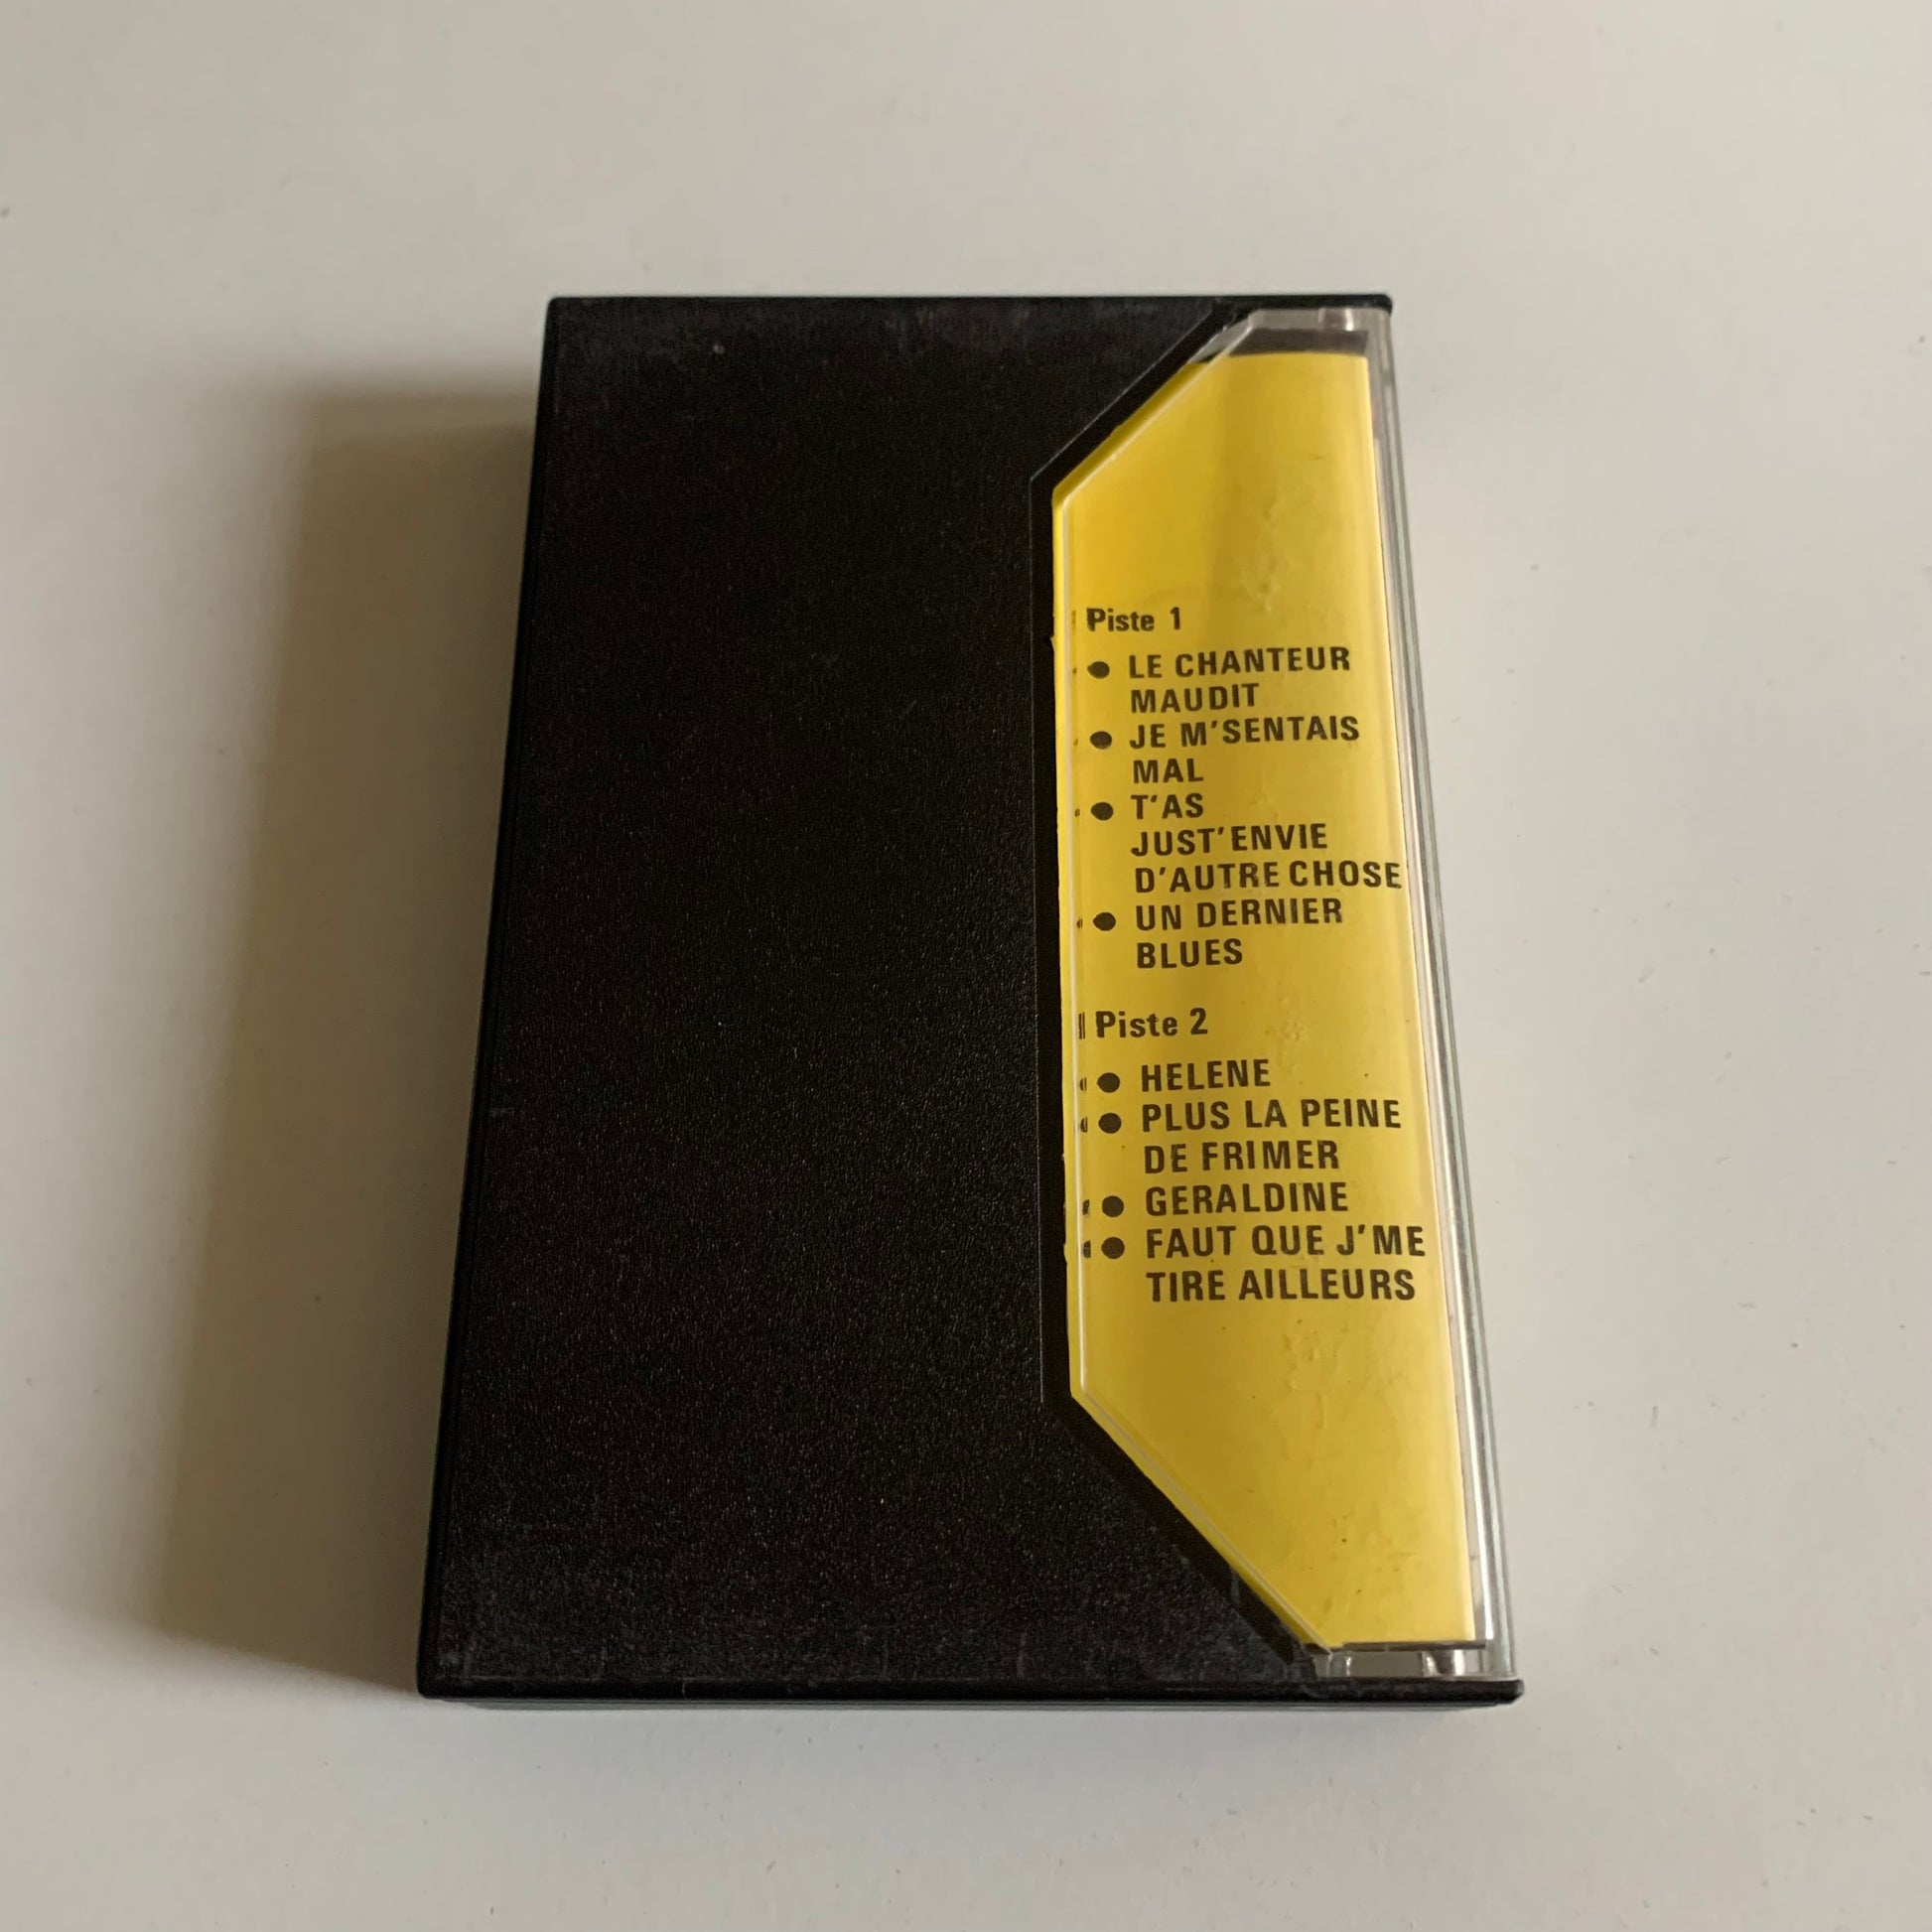 Piste 1
● LE CHANTEUR
MAUDIT
● JE M'SENTAIS
MAL
● T'AS
JUST'ENVIE
D'AUTRE CHOSE
● UN DERNIER
BLUES
Piste 2
● HELENE
● PLUS LA PEINE
DE FRIMER
● GERALDINE
● FAUT QUE J'ME
TIRE AILLEURS